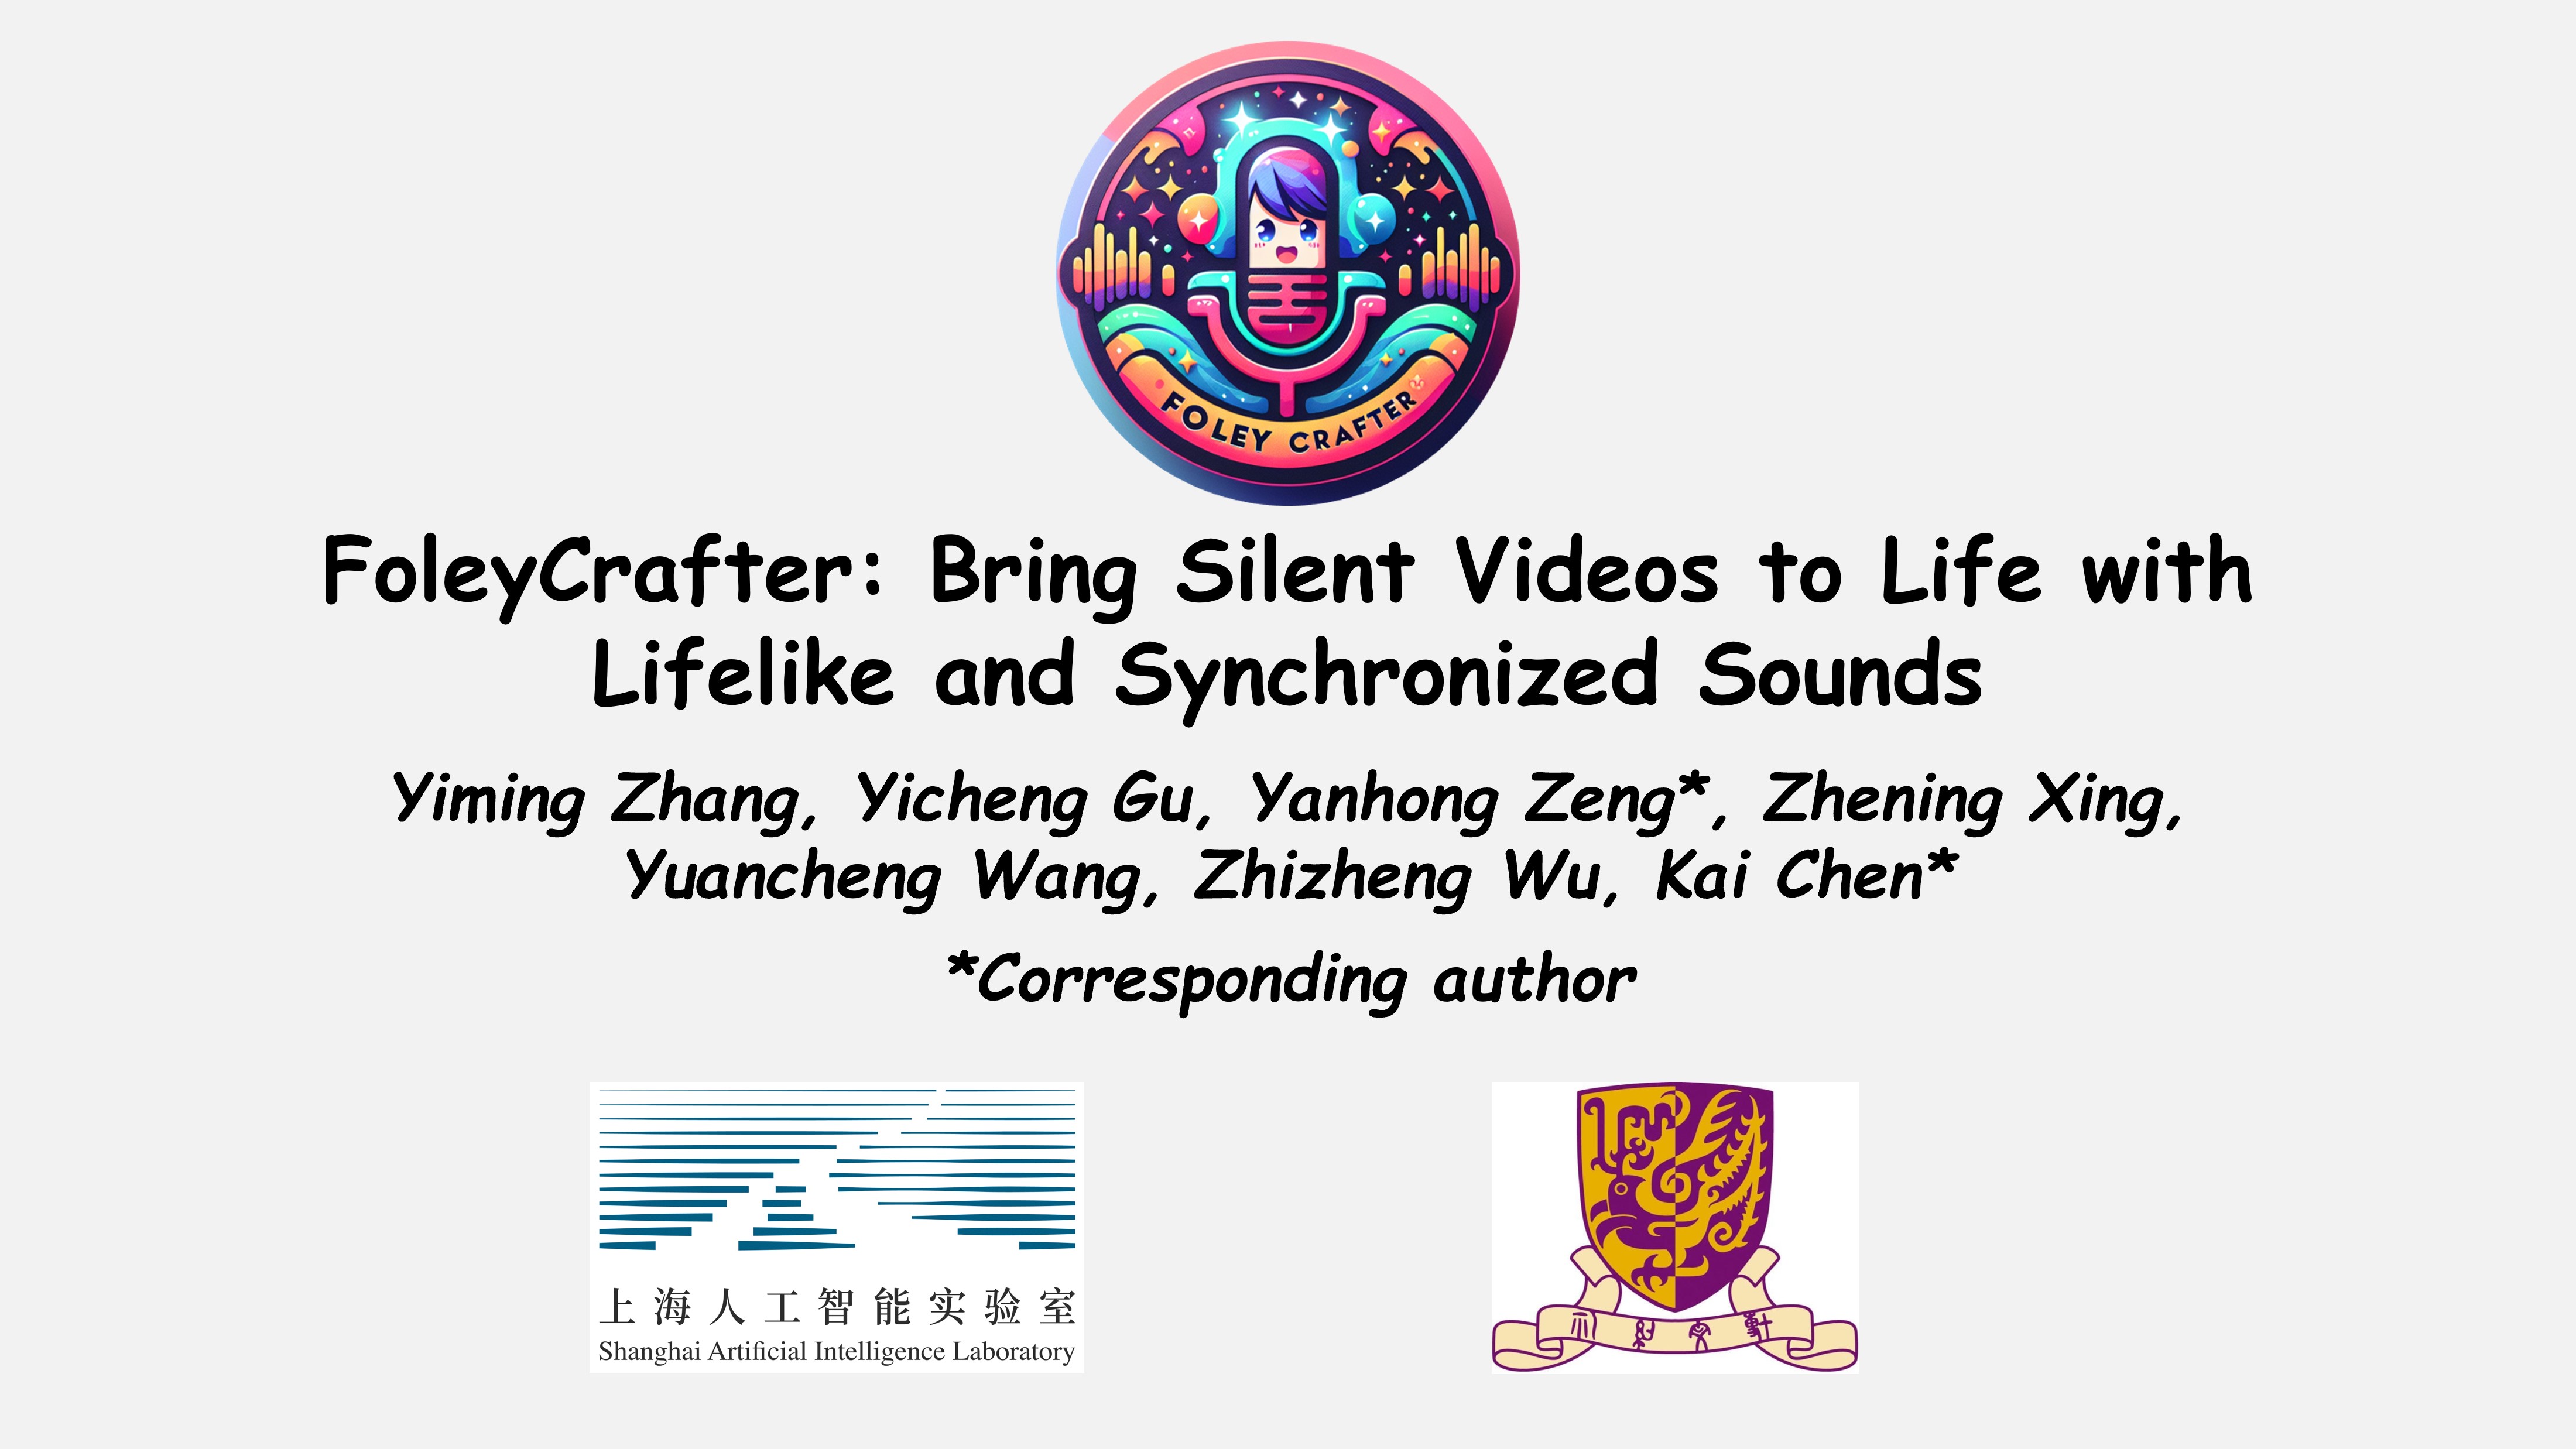 FOLEY CRAFTER
FoleyCrafter: Bring Silent Videos to Life with
Lifelike and Synchronized Sounds
Yiming Zhang, Yicheng Gu, Yanhong Zeng*, Zhening Xing,
Yuancheng Wang, Zhizheng Wu, Kai Chen*
*Corresponding author
上海人工智能实验室
Shanghai Artificial Intelligence Laboratory